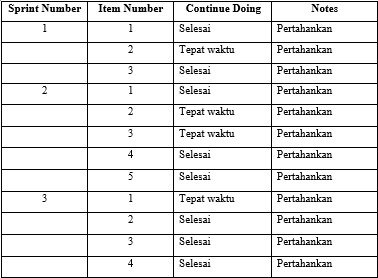 Sprint Number Item Number Continue Doing Notes
1 1 Selesai Pertahankan
2 Tepat waktu Pertahankan
3 Selesai Pertahankan
2 1 Selesai Pertahankan
2 Tepat waktu Pertahankan
3 Tepat waktu Pertahankan
4 Selesai Pertahankan
5 Selesai Pertahankan
3 1 Tepat waktu Pertahankan
2 Selesai Pertahankan
3 Selesai Pertahankan
4 Selesai Pertahankan